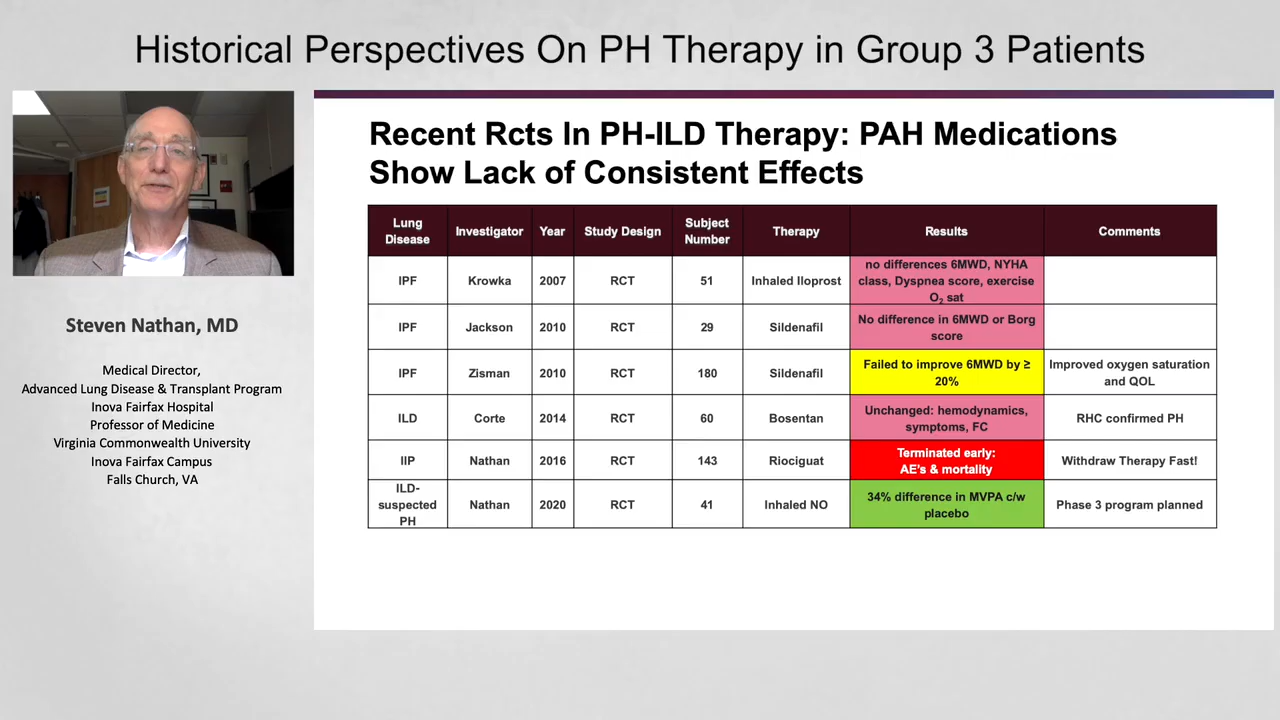 Historical Perspectives On PH Therapy in Group 3 Patients
Steven Nathan, MD
Medical Director,
Advanced Lung Disease & Transplant Program
Inova Fairfax Hospital
Professor of Medicine
Virginia Commonwealth University
Inova Fairfax Campus
Falls Church, VA
Recent Rcts In PH-ILD Therapy: PAH Medications
Show Lack of Consistent Effects
Lung Disease | Investigator | Year | Study Design | Subject Number | Therapy | Results | Comments
IPF | Krowka | 2007 | RCT | 51 | Inhaled Iloprost | no differences 6MWD, NYHA class, Dyspnea score, exercise O₂ sat
IPF | Jackson | 2010 | RCT | 29 | Sildenafil | No difference in 6MWD or Borg score
IPF | Zisman | 2010 | RCT | 180 | Sildenafil | Failed to improve 6MWD by ≥ 20% | Improved oxygen saturation and QOL
ILD | Corte | 2014 | RCT | 60 | Bosentan | Unchanged: hemodynamics, symptoms, FC | RHC confirmed PH
IIP | Nathan | 2016 | RCT | 143 | Riociguat | Terminated early: AE's & mortality | Withdraw Therapy Fast!
ILD-suspected PH | Nathan | 2020 | RCT | 41 | Inhaled NO | 34% difference in MVPA c/w placebo | Phase 3 program planned